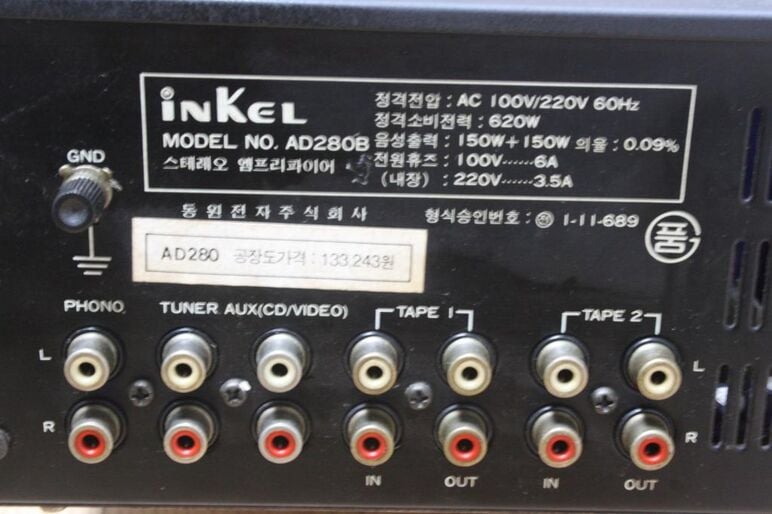 inKEL
MODEL NO. AD280B
스테레오 엠프리파이어
정격전압 : AC 100V/220V 60Hz
정격소비전력 : 620W
음성출력 : 150W+150W 의율 : 0.09%
전원휴즈 : 100V······6A
(내장) : 220V······3.5A
GND
동원전자주식회사
형식승인번호 : 전 1-11-689
품
AD280 공장도가격 : 133,243원
PHONO TUNER AUX(CD/VIDEO) TAPE 1 TAPE 2
L L
R R
IN OUT IN OUT